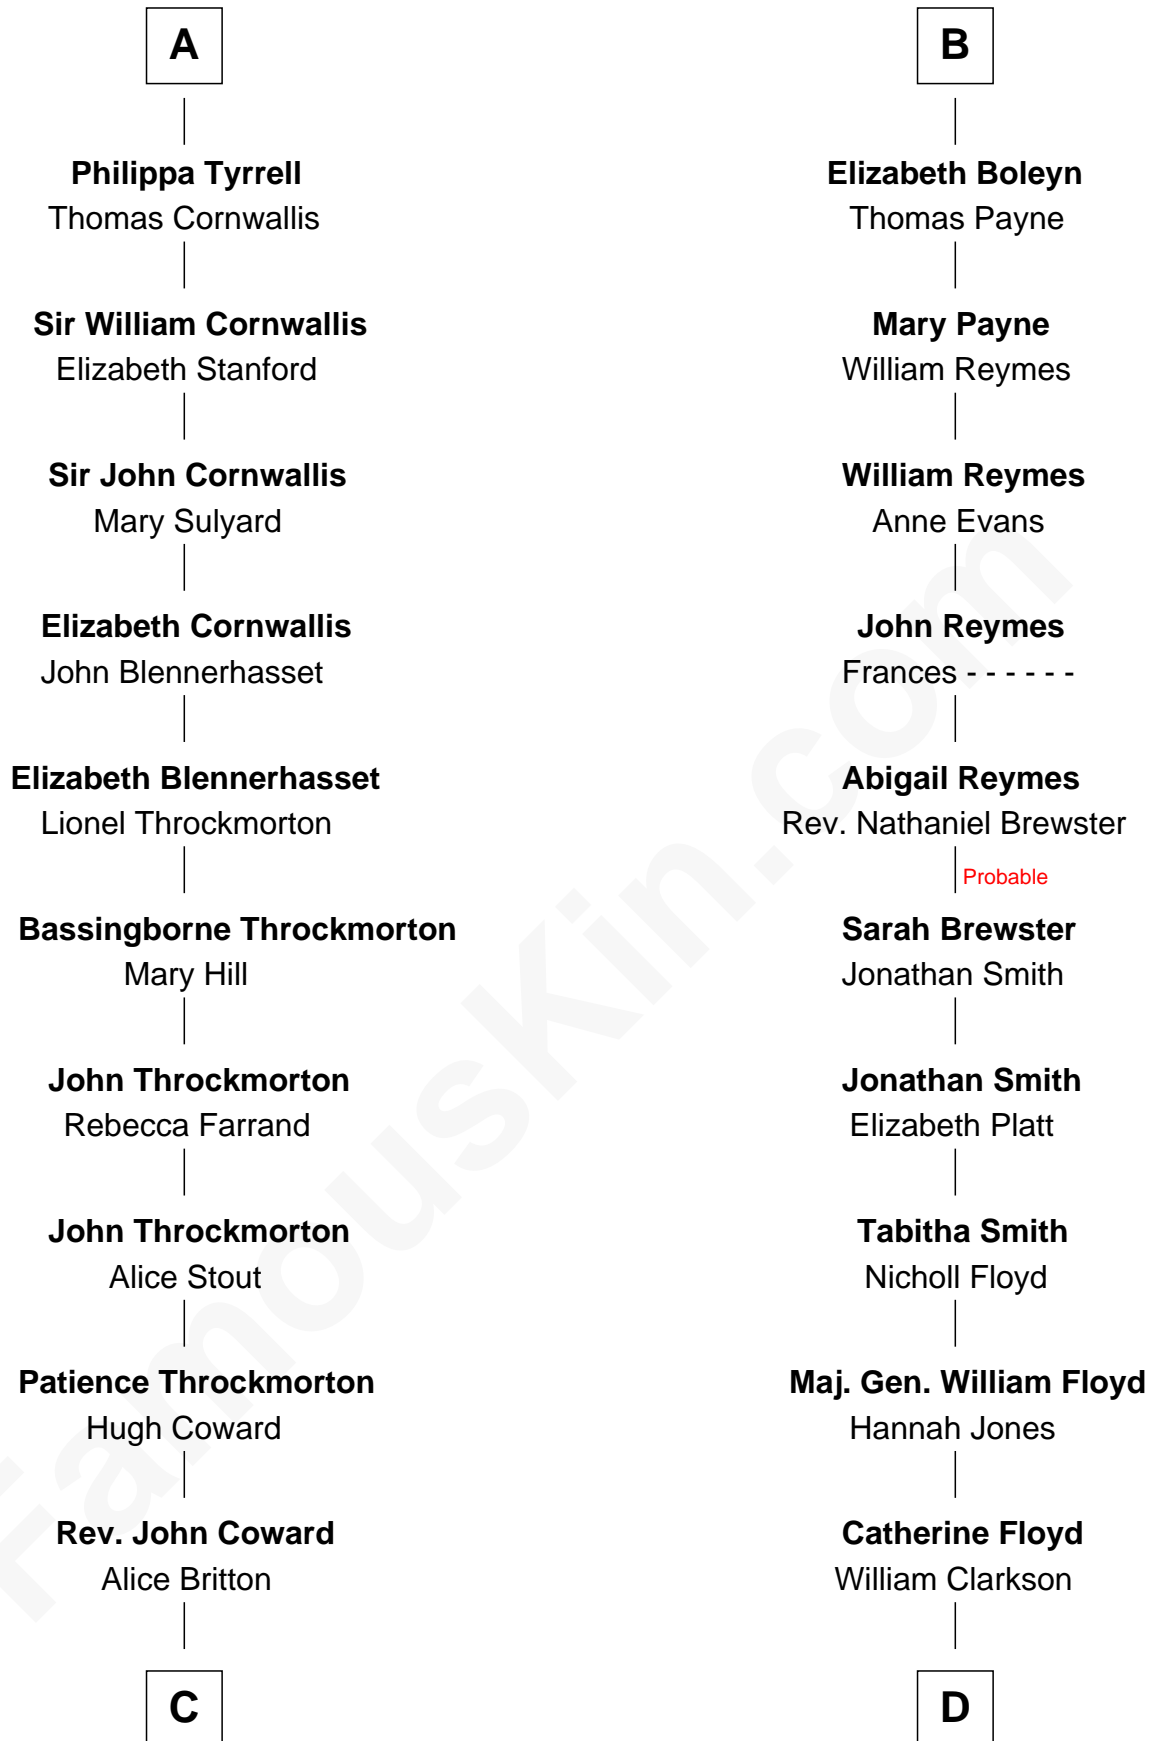 A
Philippa Tyrrell
Thomas Cornwallis
Sir William Cornwallis
Elizabeth Stanford
Sir John Cornwallis
Mary Sulyard
Elizabeth Cornwallis
John Blennerhasset
Elizabeth Blennerhasset
Lionel Throckmorton
Bassingborne Throckmorton
Mary Hill
John Throckmorton
Rebecca Farrand
John Throckmorton
Alice Stout
Patience Throckmorton
Hugh Coward
Rev. John Coward
Alice Britton
C
B
Elizabeth Boleyn
Thomas Payne
Mary Payne
William Reymes
William Reymes
Anne Evans
John Reymes
Frances - - - - - -
Abigail Reymes
Rev. Nathaniel Brewster
Probable
Sarah Brewster
Jonathan Smith
Jonathan Smith
Elizabeth Platt
Tabitha Smith
Nicholl Floyd
Maj. Gen. William Floyd
Hannah Jones
Catherine Floyd
William Clarkson
D
FamousKin.com